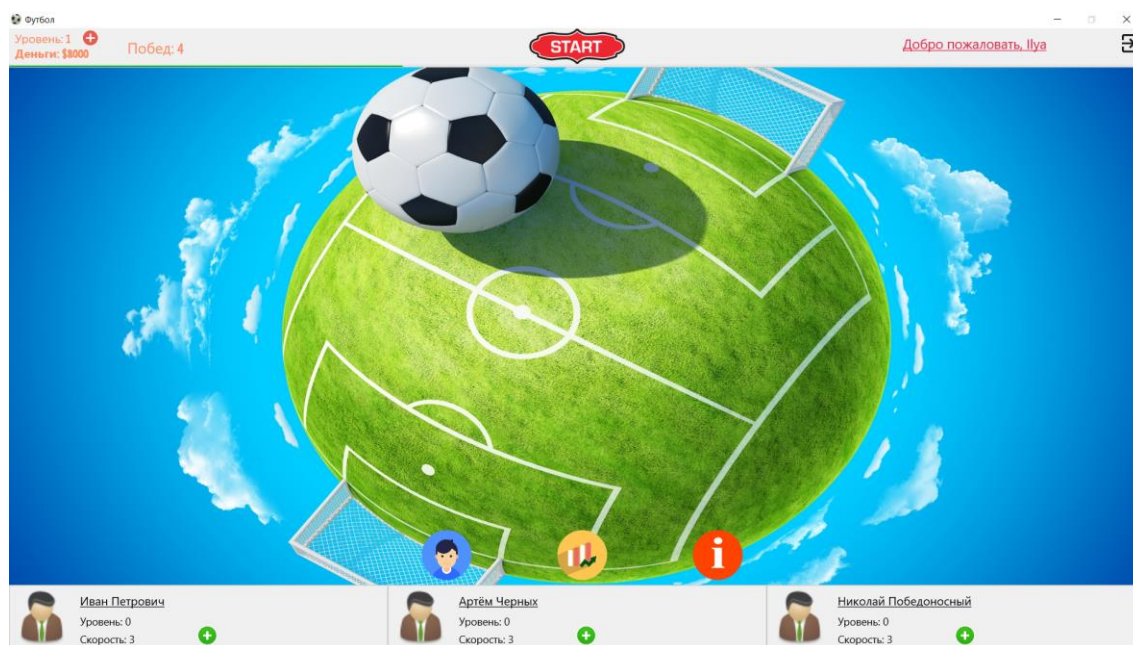 Футбол
Уровень: 1
Деньги: $8000
Побед: 4
START
Добро пожаловать, Ilya
i
Иван Петрович
Уровень: 0
Скорость: 3
Артём Черных
Уровень: 0
Скорость: 3
Николай Победоносный
Уровень: 0
Скорость: 3